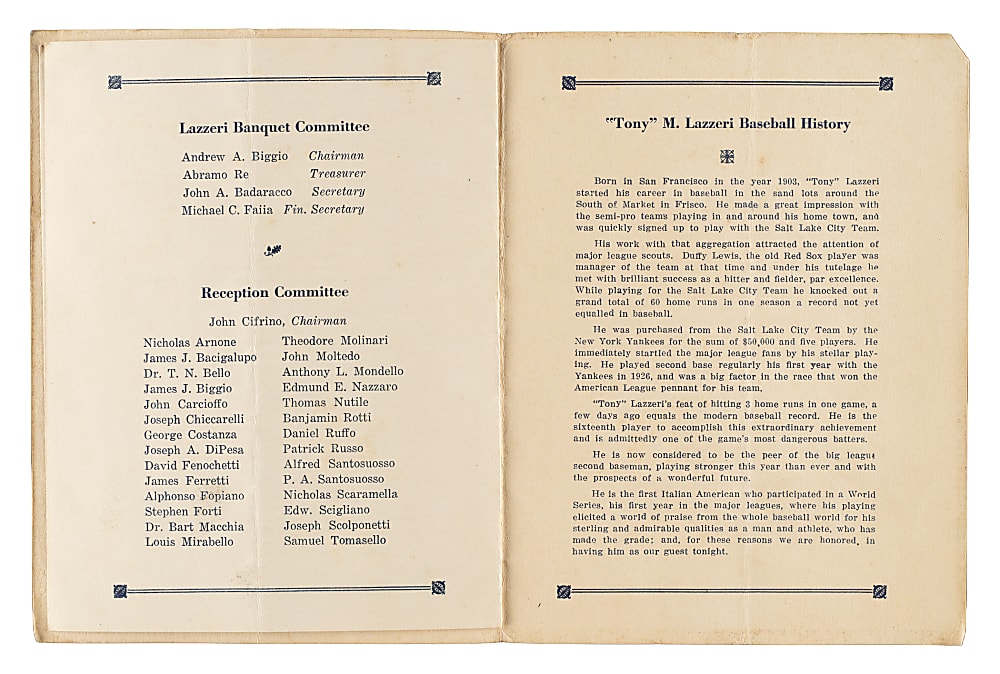 Lazzeri Banquet Committee
Andrew A. Biggio Chairman
Abramo Re Treasurer
John A. Badaracco Secretary
Michael C. Faiia Fin. Secretary
Reception Committee
John Cifrino, Chairman
Nicholas Arnone
James J. Bacigalupo
Dr. T. N. Bello
James J. Biggio
John Carcioffo
Joseph Chiccarelli
George Costanza
Joseph A. DiPesa
David Fenochetti
James Ferretti
Alphonso Fopiano
Stephen Forti
Dr. Bart Macchia
Louis Mirabello
Theodore Molinari
John Moltedo
Anthony L. Mondello
Edmund E. Nazzaro
Thomas Nutile
Banjamin Rotti
Daniel Ruffo
Patrick Russo
Alfred Santosuosso
P. A. Santosuosso
Nicholas Scaramella
Edw. Scigliano
Joseph Scolponetti
Samuel Tomasello
"Tony" M. Lazzeri Baseball History
Born in San Francisco in the year 1903, "Tony" Lazzeri
started his career in baseball in the sand lots around the
South of Market in Frisco. He made a great impression with
the semi-pro teams playing in and around his home town, and
was quickly signed up to play with the Salt Lake City Team.
His work with that aggregation attracted the attention of
major league scouts. Duffy Lewis, the old Red Sox player was
manager of the team at that time and under his tutelage he
met with brilliant success as a hitter and fielder, par excellence.
While playing for the Salt Lake City Team he knocked out a
grand total of 60 home runs in one season a record not yet
equalled in baseball.
He was purchased from the Salt Lake City Team by the
New York Yankees for the sum of $50,000 and five players. He
immediately startled the major league fans by his stellar play-
ing. He played second base regularly his first year with the
Yankees in 1926, and was a big factor in the race that won the
American League pennant for his team.
"Tony" Lazzeri's feat of hitting 3 home runs in one game, a
few days ago equals the modern baseball record. He is the
sixteenth player to accomplish this extraordinary achievement
and is admittedly one of the game's most dangerous batters.
He is now considered to be the peer of the big league
second baseman, playing stronger this year than ever and with
the prospects of a wonderful future.
He is the first Italian American who participated in a World
Series, his first year in the major leagues, where his playing
elicited a world of praise from the whole baseball world for his
sterling and admirable qualities as a man and athlete, who has
made the grade; and, for these reasons we are honored, in
having him as our guest tonight.